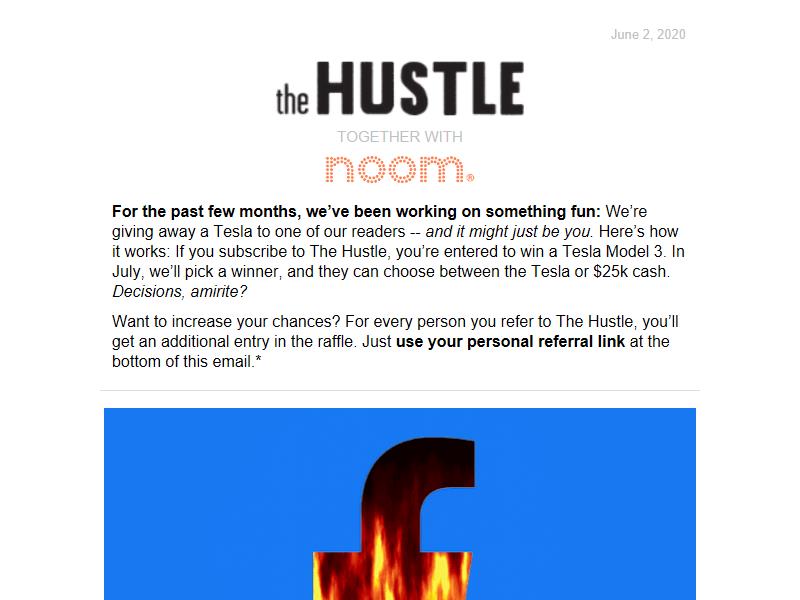 June 2, 2020
the HUSTLE
TOGETHER WITH
noom®
For the past few months, we’ve been working on something fun: We’re
giving away a Tesla to one of our readers -- and it might just be you. Here’s how
it works: If you subscribe to The Hustle, you’re entered to win a Tesla Model 3. In
July, we’ll pick a winner, and they can choose between the Tesla or $25k cash.
Decisions, amirite?
Want to increase your chances? For every person you refer to The Hustle, you’ll
get an additional entry in the raffle. Just use your personal referral link at the
bottom of this email.*
f